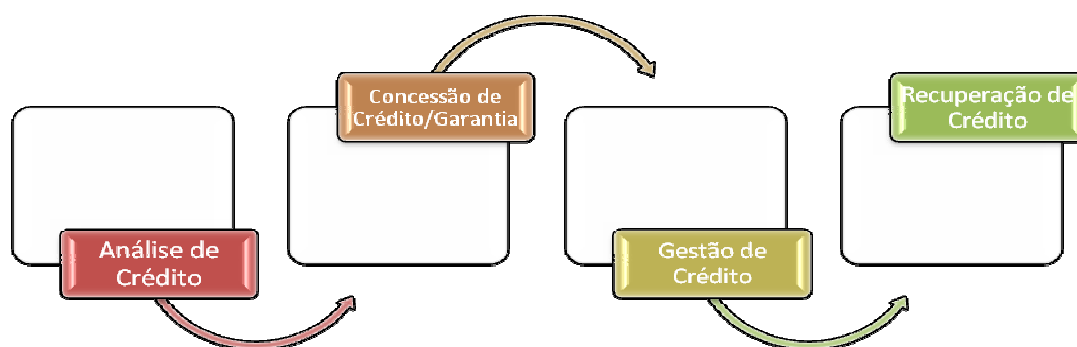 Análise de
Crédito
Concessão de
Crédito/Garantia
Gestão de
Crédito
Recuperação de
Crédito